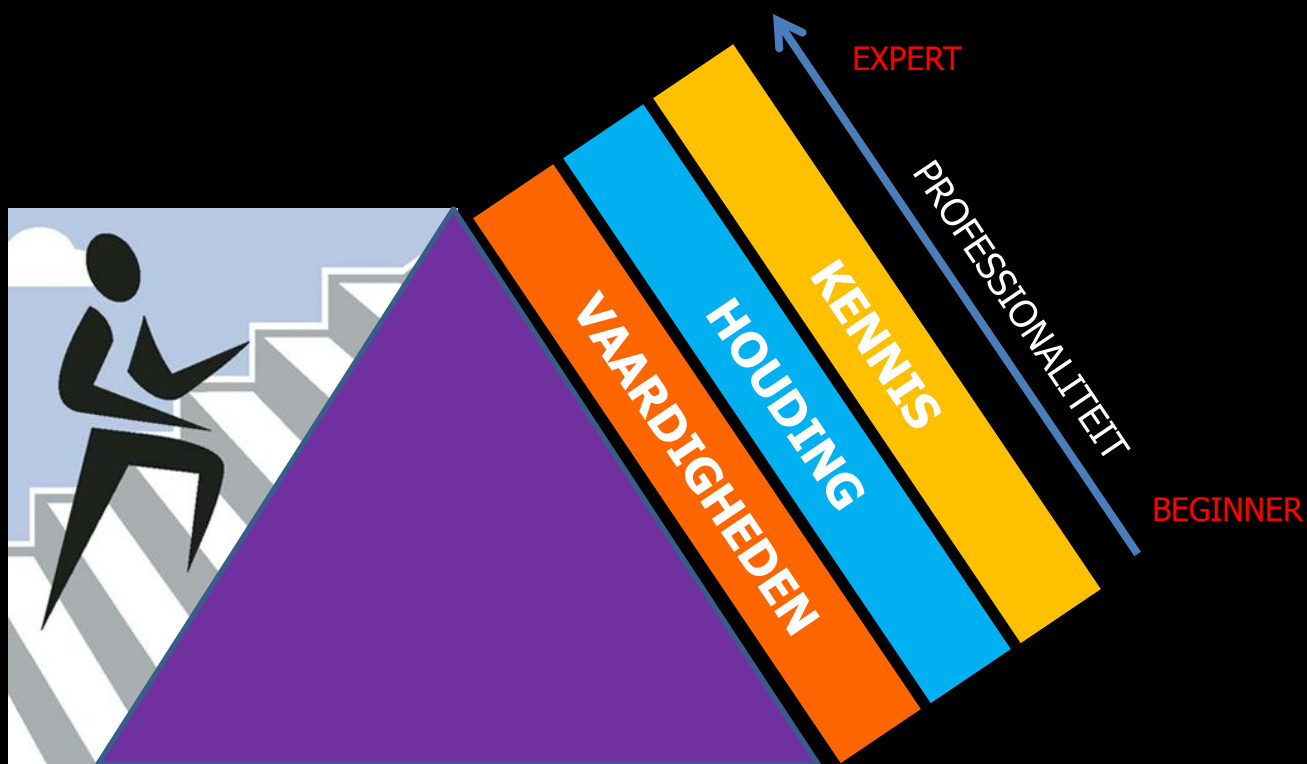 EXPERT
PROFESSIONALITEIT
BEGINNER
KENNIS
HOUDING
VAARDIGHEDEN